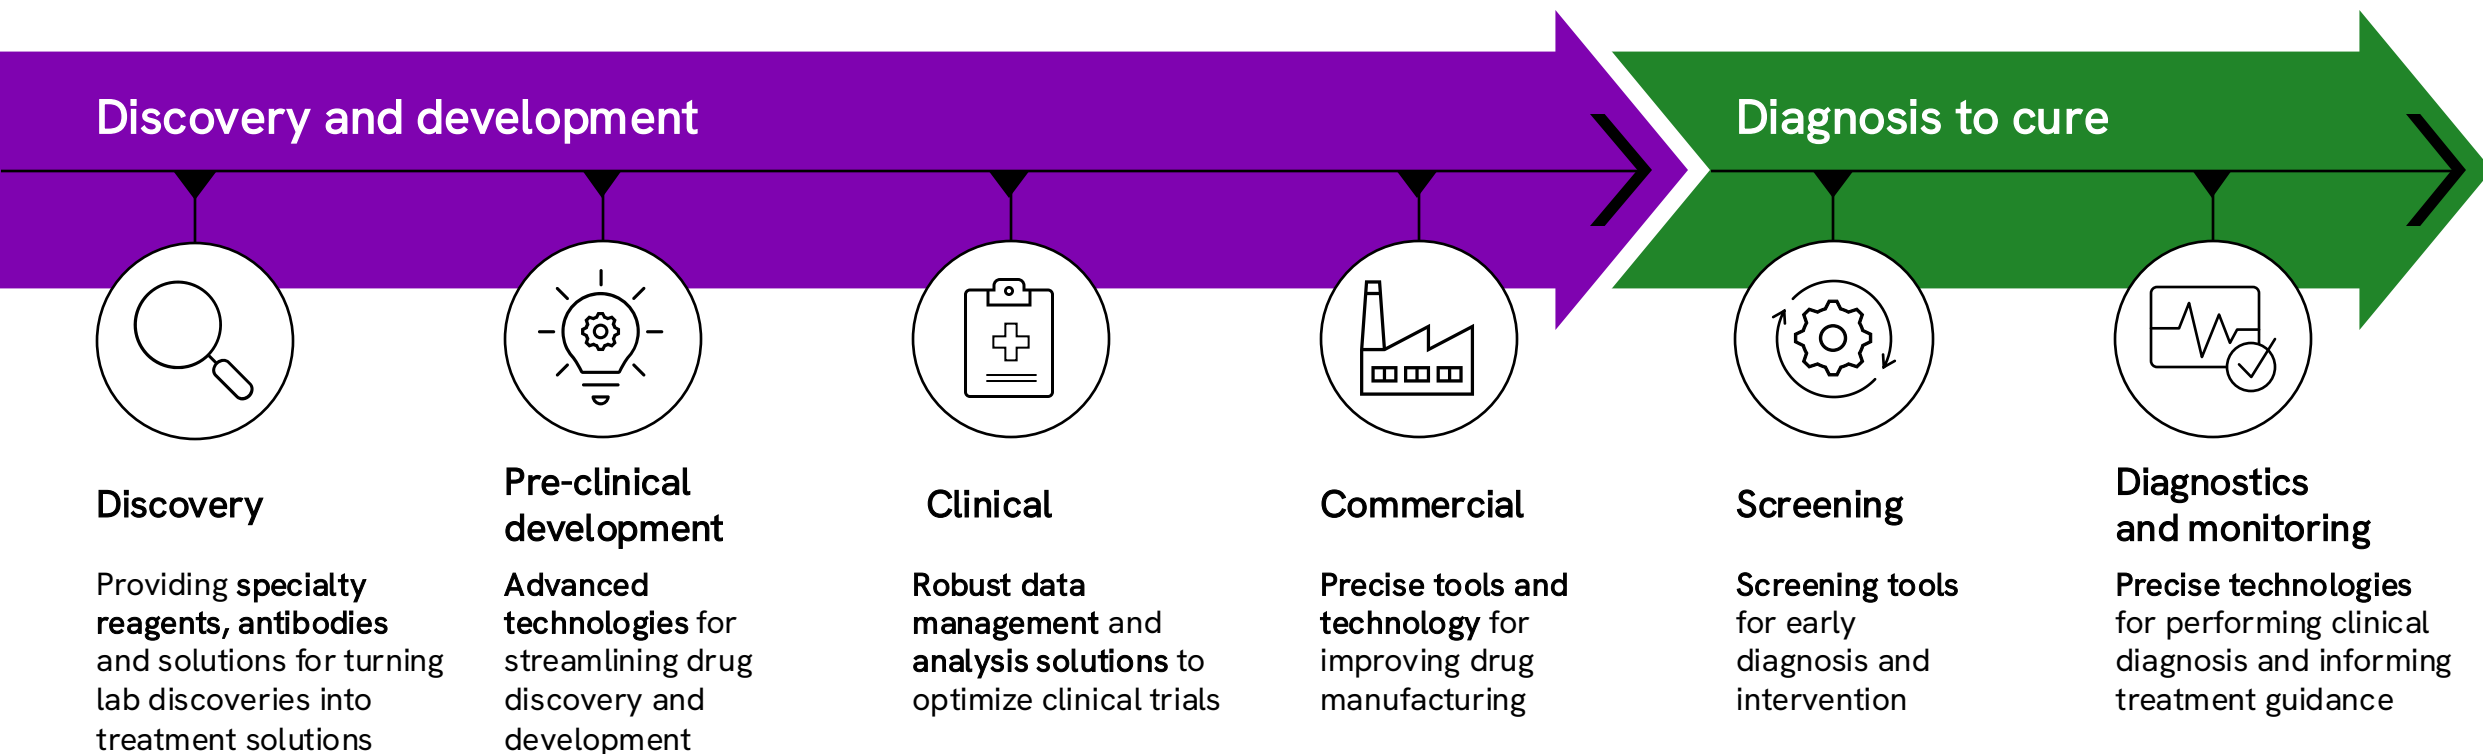 Discovery and development
Diagnosis to cure
Discovery
Providing specialty
reagents, antibodies
and solutions for turning
lab discoveries into
treatment solutions
Pre-clinical
development
Advanced
technologies for
streamlining drug
discovery and
development
Clinical
Robust data
management and
analysis solutions to
optimize clinical trials
Commercial
Precise tools and
technology for
improving drug
manufacturing
Screening
Screening tools
for early
diagnosis and
intervention
Diagnostics
and monitoring
Precise technologies
for performing clinical
diagnosis and informing
treatment guidance